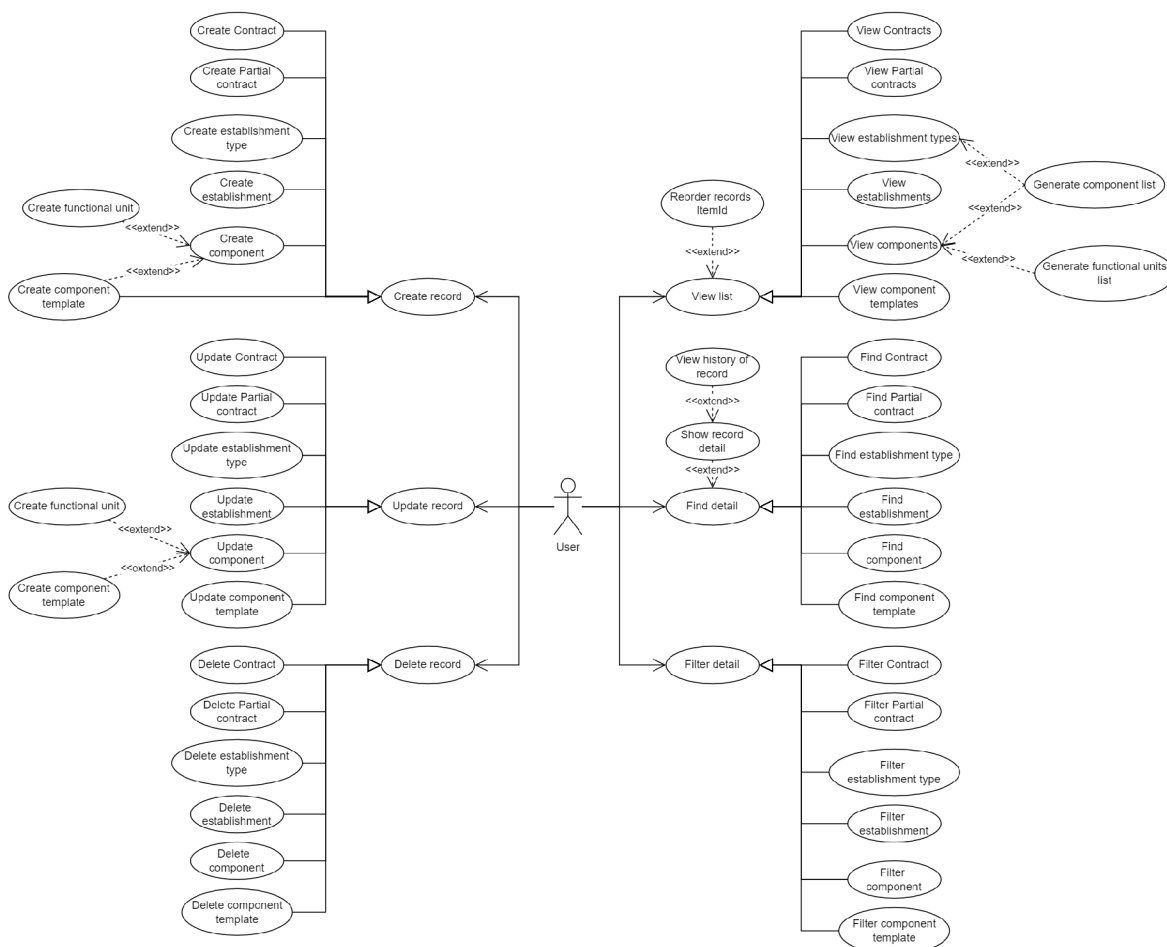 Create Contract
Create Partial
contract
Create establishment
type
Create
establishment
Create functional unit
<<extend>>
Create
component
<<extend>>
Create component
template
Create record
View Contracts
View Partial
contracts
View establishment types
<<extend>>
View
establishments
Generate component list
<<extend>>
Reorder records
ItemId
<<extend>>
View components
<<extend>>
Generate functional units
list
View list
View component
templates
Update Contract
Update Partial
contract
Update establishment
type
Update
establishment
Create functional unit
<<extend>>
Update
component
<<extend>>
Create component
template
Update component
template
Update record
User
View history of
record
<<extend>>
Show record
detail
<<extend>>
Find detail
Find Contract
Find Partial
contract
Find establishment type
Find
establishment
Find
component
Find component
template
Delete Contract
Delete record
Delete Partial
contract
Delete establishment
type
Delete
establishment
Delete
component
Delete component
template
Filter detail
Filter Contract
Filter Partial
contract
Filter
establishment type
Filter
establishment
Filter
component
Filter component
template